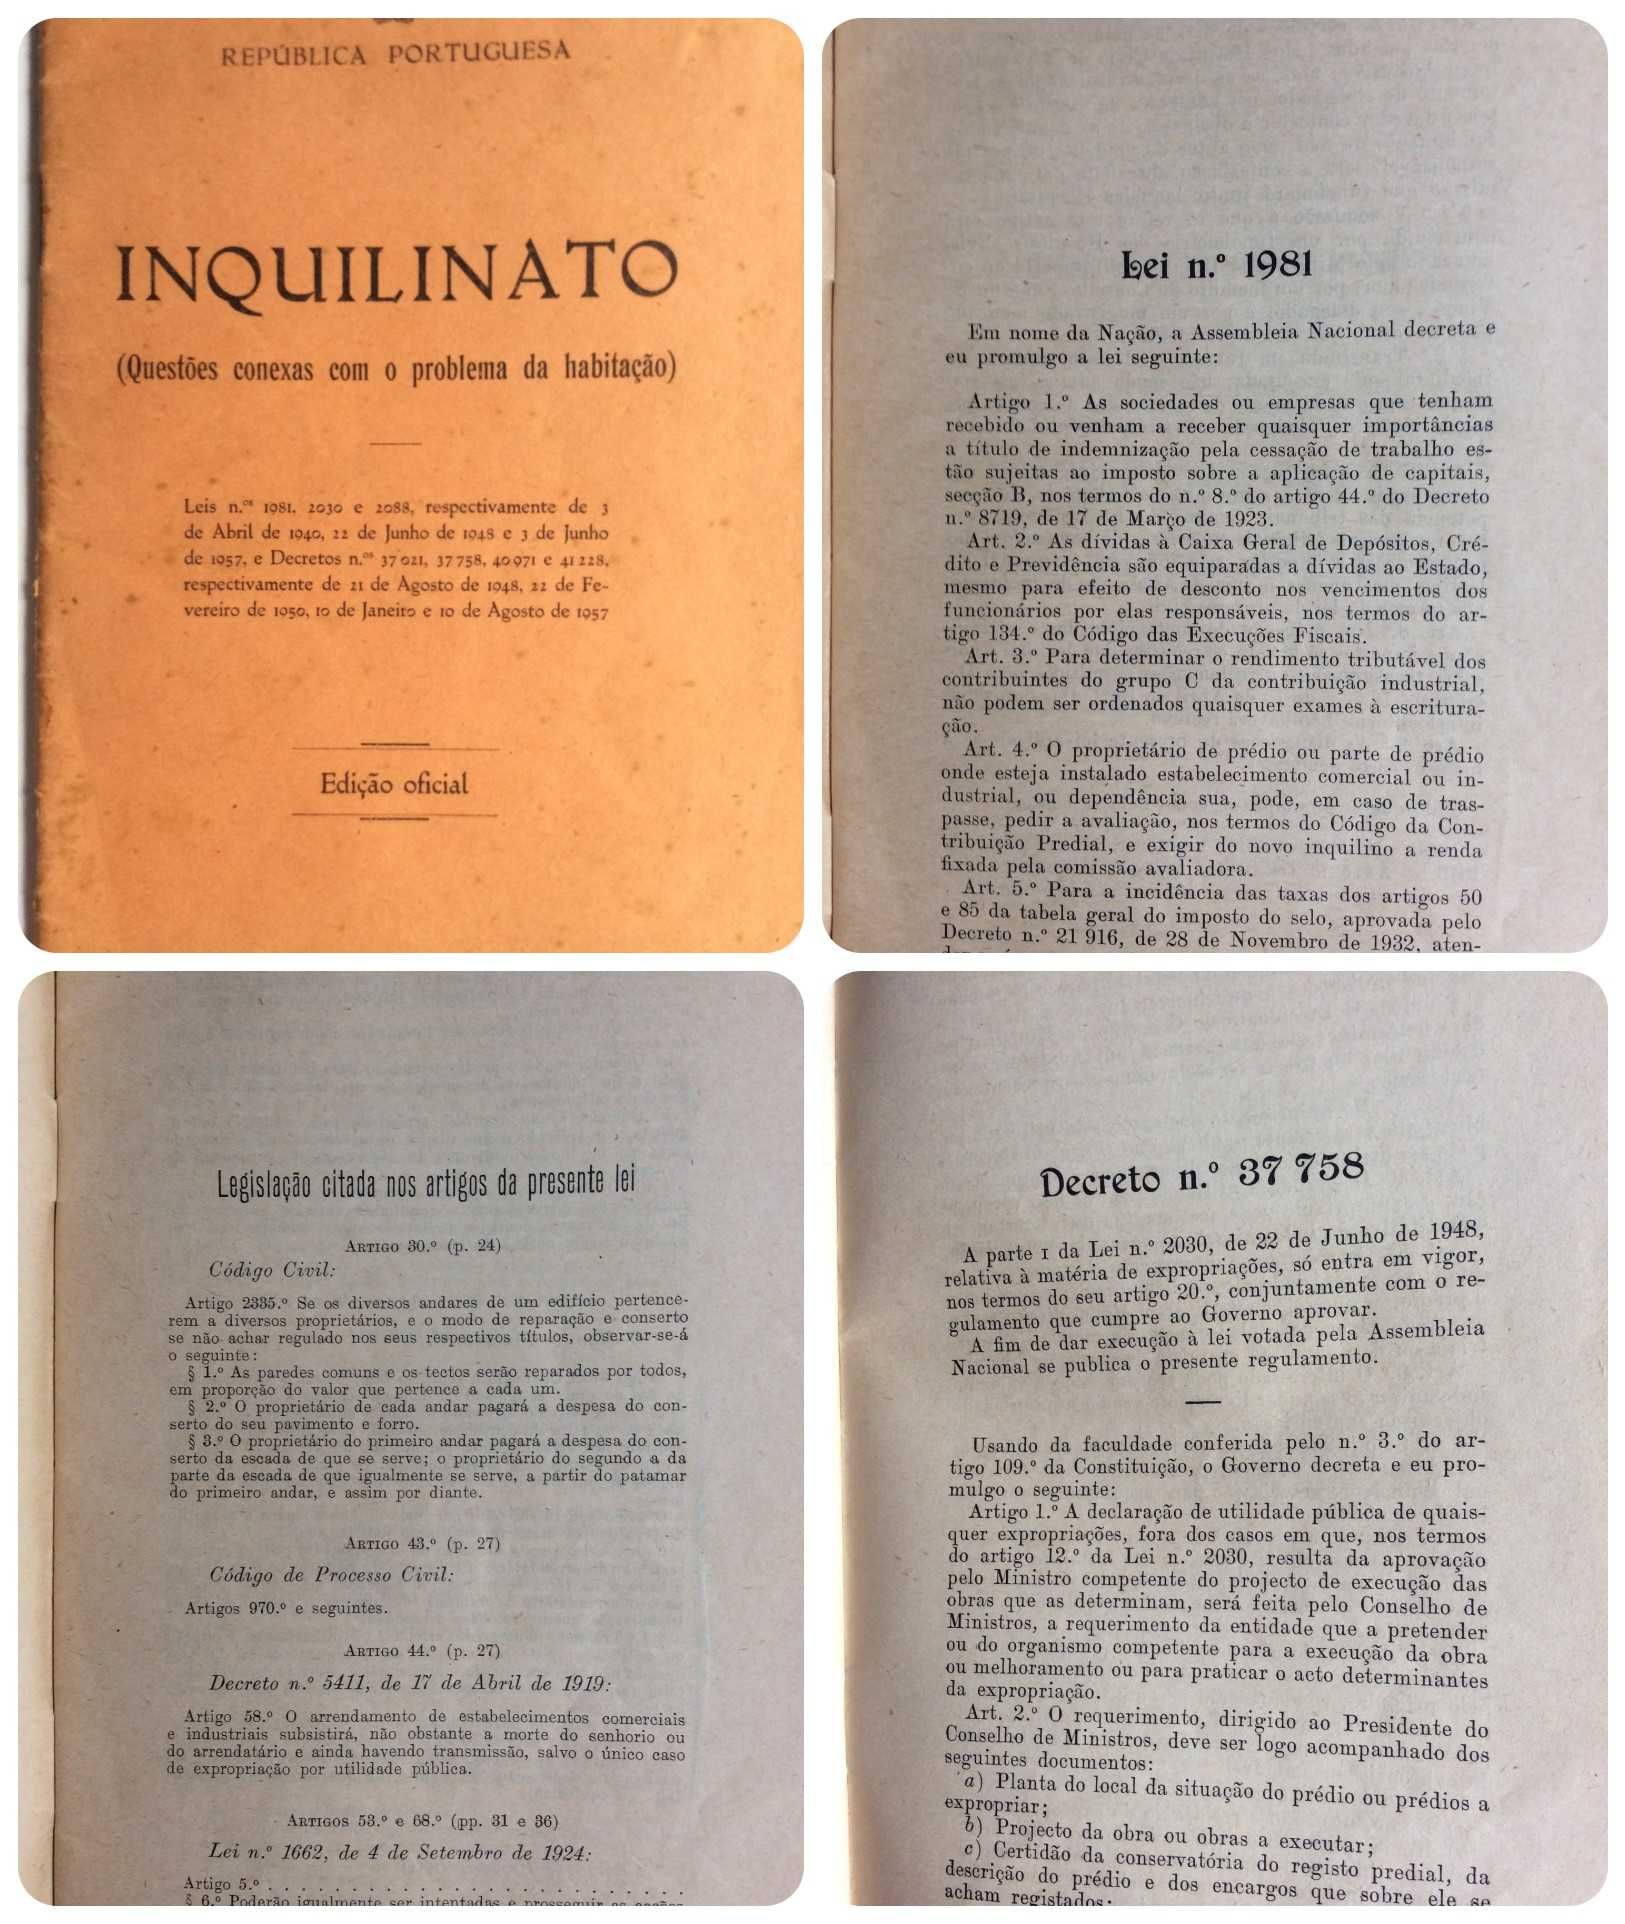 REPÚBLICA PORTUGUESA
INQUILINATO
(Questões conexas com o problema da habitação)
Leis n.ºs 1981, 2030 e 2088, respectivamente de 3
de Abril de 1940, 22 de Junho de 1948 e 3 de Junho
de 1957, e Decretos n.ºs 37 021, 37 758, 40 971 e 41 228,
respectivamente de 21 de Agosto de 1948, 22 de Fe-
vereiro de 1950, 10 de Janeiro e 10 de Agosto de 1957
Edição oficial
Lei n.º 1981
Em nome da Nação, a Assembleia Nacional decreta e
eu promulgo a lei seguinte:
Artigo 1.º As sociedades ou empresas que tenham
recebido ou venham a receber quaisquer importâncias
a título de indemnização pela cessação de trabalho es-
tão sujeitas ao imposto sobre a aplicação de capitais,
secção B, nos termos do n.º 8.º do artigo 44.º do Decreto
n.º 8719, de 17 de Março de 1923.
Art. 2.º As dívidas à Caixa Geral de Depósitos, Cré-
dito e Previdência são equiparadas a dívidas ao Estado,
mesmo para efeito de desconto nos vencimentos dos
funcionários por elas responsáveis, nos termos do ar-
tigo 134.º do Código das Execuções Fiscais.
Art. 3.º Para determinar o rendimento tributável dos
contribuintes do grupo C da contribuição industrial,
não podem ser ordenados quaisquer exames à escritura-
ção.
Art. 4.º O proprietário de prédio ou parte de prédio
onde esteja instalado estabelecimento comercial ou in-
dustrial, ou dependência sua, pode, em caso de tras-
passe, pedir a avaliação, nos termos do Código da Con-
tribuição Predial, e exigir do novo inquilino a renda
fixada pela comissão avaliadora.
Art. 5.º Para a incidência das taxas dos artigos 50
e 85 da tabela geral do imposto do selo, aprovada pelo
Decreto n.º 21 916, de 28 de Novembro de 1932, aten-
Legislação citada nos artigos da presente lei
ARTIGO 30.º (p. 24)
Código Civil:
Artigo 2335.º Se os diversos andares de um edifício pertence-
rem a diversos proprietários, e o modo de reparação e conserto
se não achar regulado nos seus respectivos títulos, observar-se-á
o seguinte:
§ 1.º As paredes comuns e os tectos serão reparados por todos,
em proporção do valor que pertence a cada um.
§ 2.º O proprietário de cada andar pagará a despesa do con-
serto do seu pavimento e forro.
§ 3.º O proprietário do primeiro andar pagará a despesa do con-
serto da escada de que se serve; o proprietário do segundo a da
parte da escada de que igualmente se serve, a partir do patamar
do primeiro andar, e assim por diante.
ARTIGO 43.º (p. 27)
Código de Processo Civil:
Artigos 970.º e seguintes.
ARTIGO 44.º (p. 27)
Decreto n.º 5411, de 17 de Abril de 1919:
Artigo 58.º O arrendamento de estabelecimentos comerciais
e industriais subsistirá, não obstante a morte do senhorio ou
do arrendatário e ainda havendo transmissão, salvo o único caso
de expropriação por utilidade pública.
ARTIGOS 53.º e 68.º (pp. 31 e 36)
Lei n.º 1662, de 4 de Setembro de 1924:
Artigo 5.º . . . . . . . . . . . . . . . . . . . . . . . .
§ 6.º Poderão igualmente ser intentadas e prosseguir as acções
Decreto n.º 37 758
A parte I da Lei n.º 2030, de 22 de Junho de 1948,
relativa à matéria de expropriações, só entra em vigor,
nos termos do seu artigo 20.º, conjuntamente com o re-
gulamento que cumpre ao Governo aprovar.
A fim de dar execução à lei votada pela Assembleia
Nacional se publica o presente regulamento.
Usando da faculdade conferida pelo n.º 3.º do ar-
tigo 109.º da Constituição, o Governo decreta e eu pro-
mulgo o seguinte:
Artigo 1.º A declaração de utilidade pública de quais-
quer expropriações, fora dos casos em que, nos termos
do artigo 12.º da Lei n.º 2030, resulta da aprovação
pelo Ministro competente do projecto de execução das
obras que as determinam, será feita pelo Conselho de
Ministros, a requerimento da entidade que a pretender
ou do organismo competente para a execução da obra
ou melhoramento ou para praticar o acto determinantes
da expropriação.
Art. 2.º O requerimento, dirigido ao Presidente do
Conselho de Ministros, deve ser logo acompanhado dos
seguintes documentos:
a) Planta do local da situação do prédio ou prédios a
expropriar;
b) Projecto da obra ou obras a executar;
c) Certidão da conservatória do registo predial, da
descrição do prédio e dos encargos que sobre ele se
acham registados: